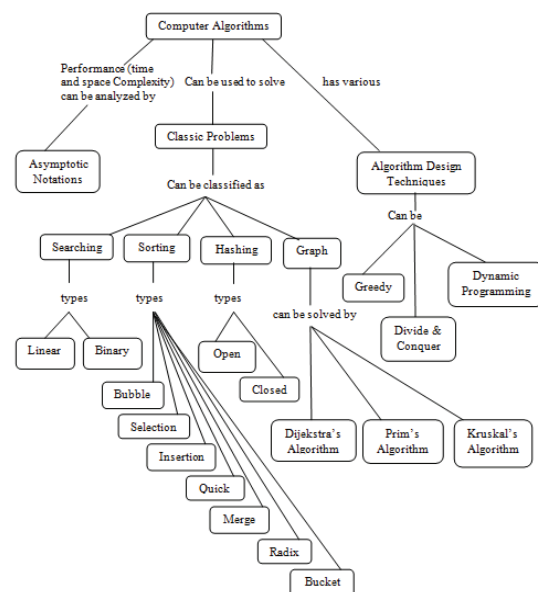 Computer Algorithms
Performance (time
and space Complexity)
can be analyzed by
Can be used to solve
has various
Classic Problems
Asymptotic
Notations
Algorithm Design
Techniques
Can be classified as
Can be
Searching
Sorting
Hashing
Graph
Greedy
Dynamic
Programming
types
types
types
can be solved by
Divide &
Conquer
Linear
Binary
Open
Closed
Bubble
Selection
Insertion
Quick
Merge
Radix
Bucket
Dijekstra's
Algorithm
Prim's
Algorithm
Kruskal's
Algorithm